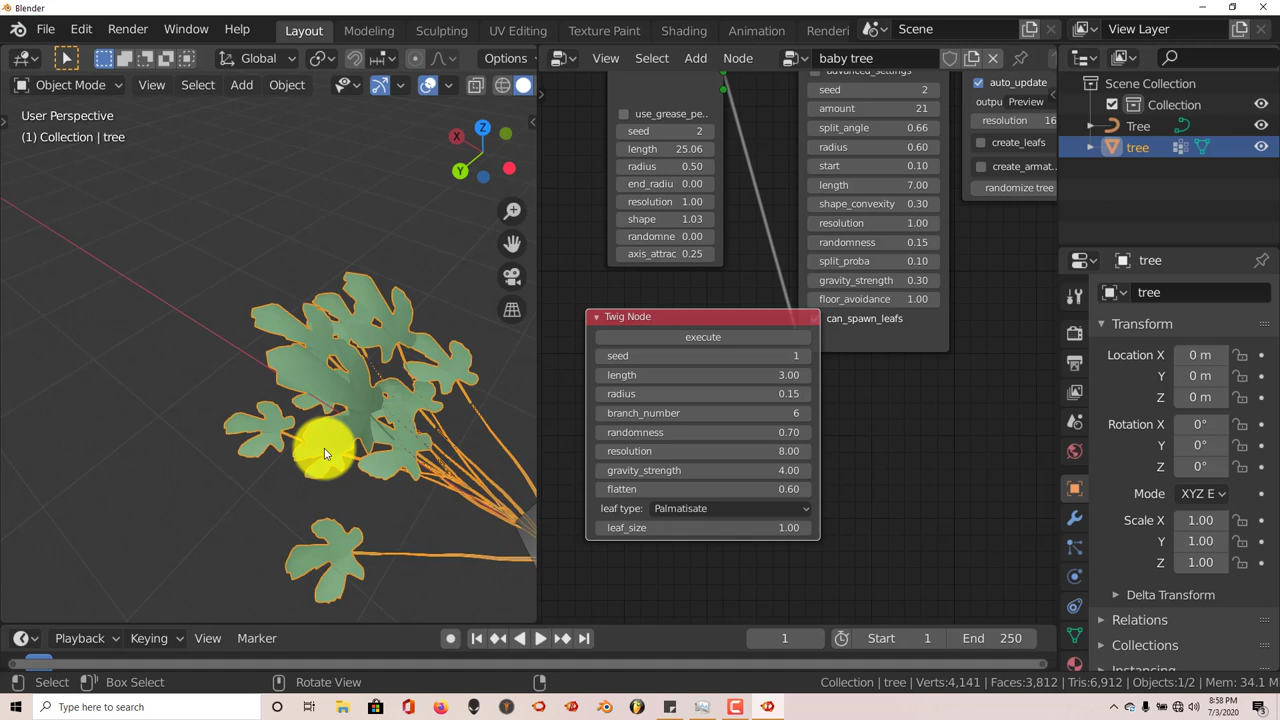 Blender
File Edit Render Window Help Layout Modeling Sculpting UV Editing Texture Paint Shading Animation Renderi Scene View Layer
Global Options View Select Add Node baby tree
Object Mode View Select Add Object
User Perspective
(1) Collection | tree
X Z Y
use_grease_pe..
seed 2
length 25.06
radius 0.50
end_radiu 0.00
resolution 1.00
shape 1.03
randomne 0.00
axis_attrac 0.25
advanced_settings
seed 2
amount 21
split_angle 0.66
radius 0.60
start 0.10
length 7.00
shape_convexity 0.30
resolution 1.00
randomness 0.15
split_proba 0.10
gravity_strength 0.30
floor_avoidance 1.00
can_spawn_leafs
auto_update
outpu Preview
resolution 16
create_leafs
create_armat..
randomize tree
Twig Node
execute
seed 1
length 3.00
radius 0.15
branch_number 6
randomness 0.70
resolution 8.00
gravity_strength 4.00
flatten 0.60
leaf type: Palmatisate
leaf_size 1.00
Scene Collection
Collection
Tree
tree
tree
tree
Transform
Location X 0 m
Y 0 m
Z 0 m
Rotation X 0°
Y 0°
Z 0°
Mode XYZ E
Scale X 1.00
Y 1.00
Z 1.00
Delta Transform
Relations
Collections
Instancing
Playback Keying View Marker 1 Start 1 End 250
Select Box Select Rotate View Collection | tree | Verts:4,141 | Faces:3,812 | Tris:6,912 | Objects:1/2 | Mem: 34.1 M
Type here to search
8:58 PM
7/3/2020